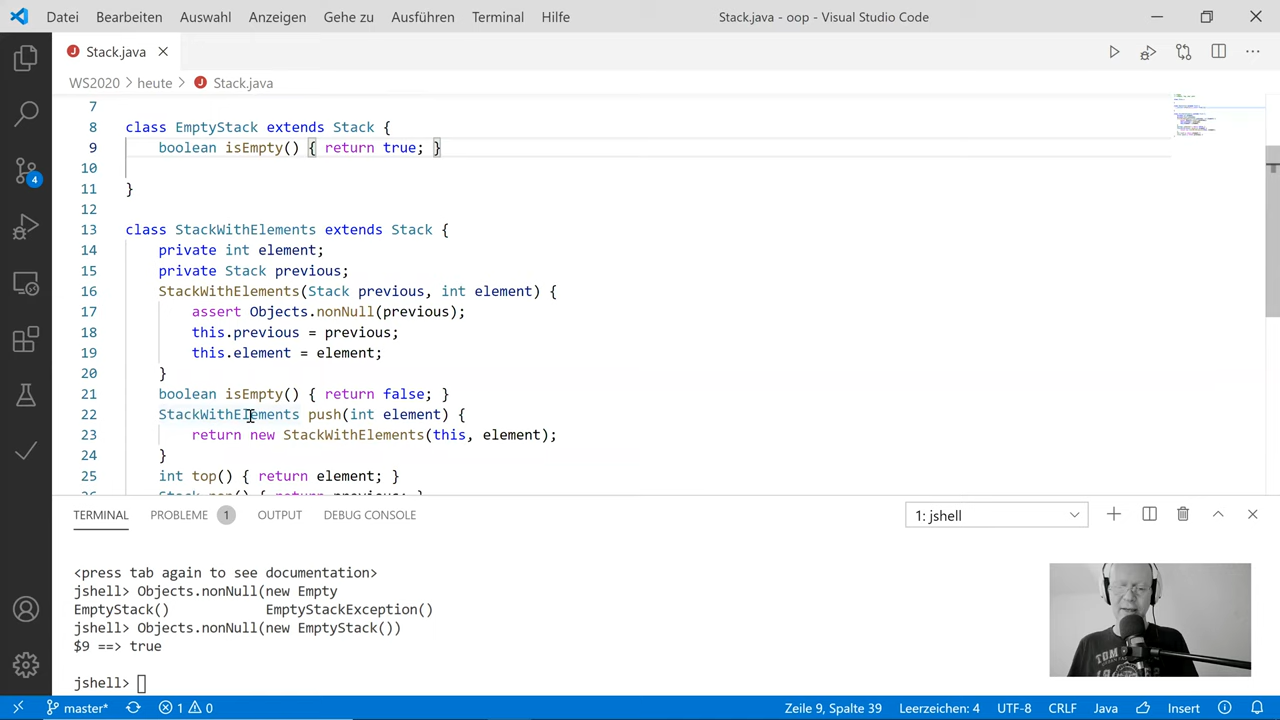 Datei Bearbeiten Auswahl Anzeigen Gehe zu Ausführen Terminal Hilfe Stack.java - oop - Visual Studio Code
Stack.java
WS2020 > heute > Stack.java
7
8 class EmptyStack extends Stack {
9 boolean isEmpty() { return true; }
10
11 }
12
13 class StackWithElements extends Stack {
14 private int element;
15 private Stack previous;
16 StackWithElements(Stack previous, int element) {
17 assert Objects.nonNull(previous);
18 this.previous = previous;
19 this.element = element;
20 }
21 boolean isEmpty() { return false; }
22 StackWithElements push(int element) {
23 return new StackWithElements(this, element);
24 }
25 int top() { return element; }
26 Stack pop() { return previous; }
TERMINAL PROBLEME 1 OUTPUT DEBUG CONSOLE 1: jshell
<press tab again to see documentation>
jshell> Objects.nonNull(new Empty
EmptyStack() EmptyStackException()
jshell> Objects.nonNull(new EmptyStack())
$9 ==> true
jshell>
4
TOM
master* 1 0 Zeile 9, Spalte 39 Leerzeichen: 4 UTF-8 CRLF Java Insert